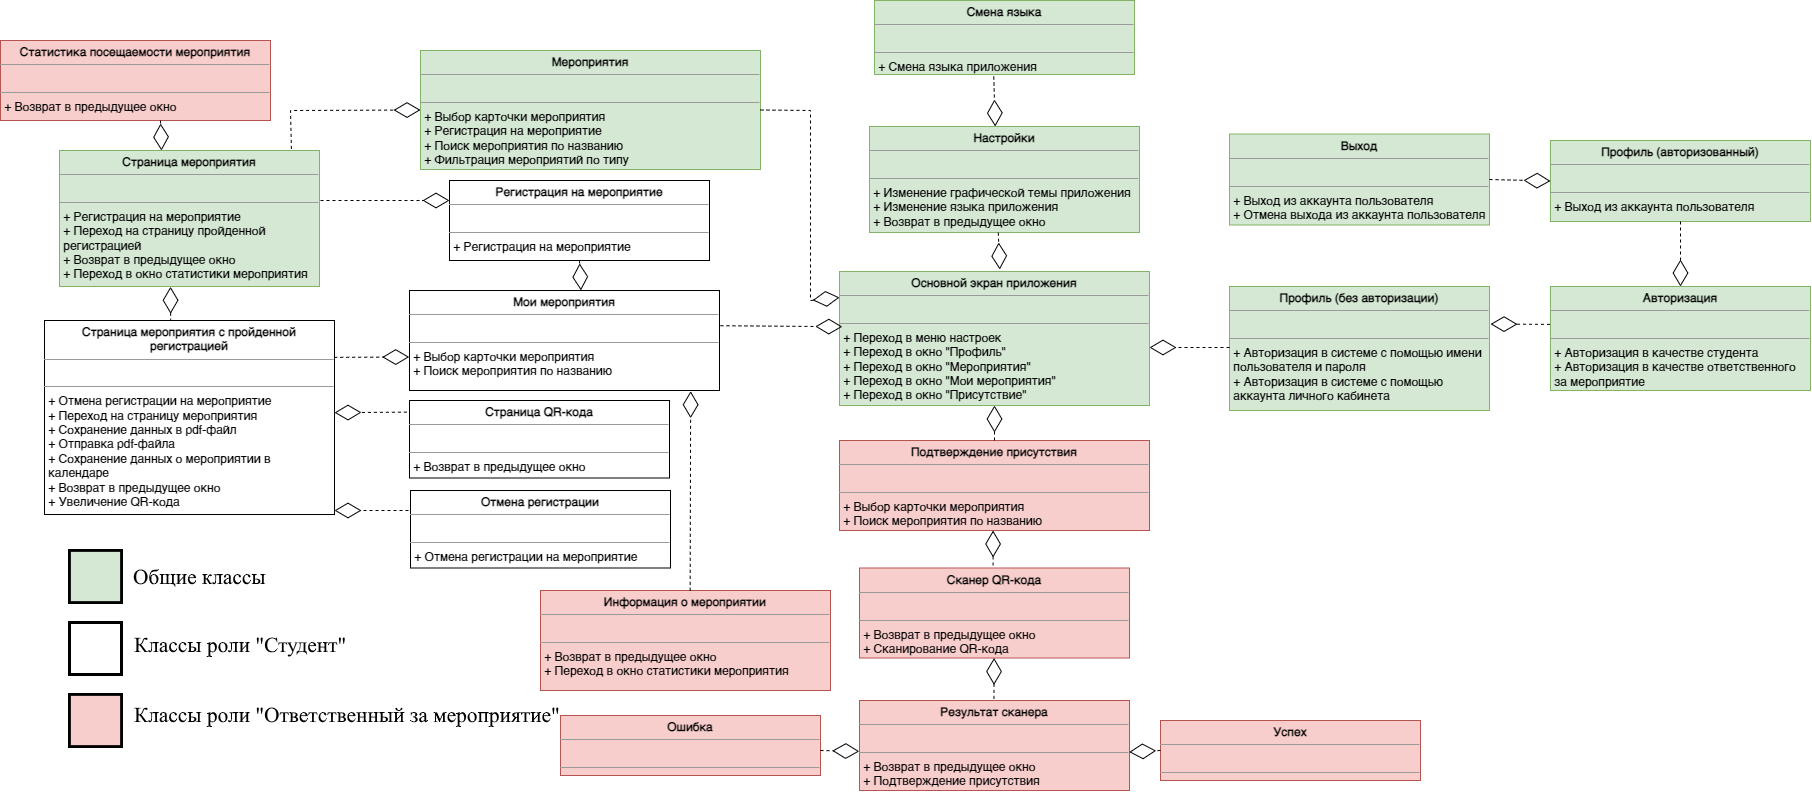 Смена языка
+ Смена языка приложения
Статистика посещаемости мероприятия
+ Возврат в предыдущее окно
Мероприятия
+ Выбор карточки мероприятия
+ Регистрация на мероприятие
+ Поиск мероприятия по названию
+ Фильтрация мероприятий по типу
Настройки
+ Изменение графической темы приложения
+ Изменение языка приложения
+ Возврат в предыдущее окно
Выход
+ Выход из аккаунта пользователя
+ Отмена выхода из аккаунта пользователя
Профиль (авторизованный)
+ Выход из аккаунта пользователя
Страница мероприятия
+ Регистрация на мероприятие
+ Переход на страницу пройденной
регистрацией
+ Возврат в предыдущее окно
+ Переход в окно статистики мероприятия
Регистрация на мероприятие
+ Регистрация на мероприятие
Основной экран приложения
+ Переход в меню настроек
+ Переход в окно "Профиль"
+ Переход в окно "Мероприятия"
+ Переход в окно "Мои мероприятия"
+ Переход в окно "Присутствие"
Профиль (без авторизации)
+ Авторизация в системе с помощью имени
пользователя и пароля
+ Авторизация в системе с помощью
аккаунта личного кабинета
Авторизация
+ Авторизация в качестве студента
+ Авторизация в качестве ответственного
за мероприятие
Мои мероприятия
+ Выбор карточки мероприятия
+ Поиск мероприятия по названию
Страница мероприятия с пройденной
регистрацией
+ Отмена регистрации на мероприятие
+ Переход на страницу мероприятия
+ Сохранение данных в pdf-файл
+ Отправка pdf-файла
+ Сохранение данных о мероприятии в
календаре
+ Возврат в предыдущее окно
+ Увеличение QR-кода
Страница QR-кода
+ Возврат в предыдущее окно
Отмена регистрации
+ Отмена регистрации на мероприятие
Подтверждение присутствия
+ Выбор карточки мероприятия
+ Поиск мероприятия по названию
Сканер QR-кода
+ Возврат в предыдущее окно
+ Сканирование QR-кода
Информация о мероприятии
+ Возврат в предыдущее окно
+ Переход в окно статистики мероприятия
Общие классы
Классы роли "Студент"
Классы роли "Ответственный за мероприятие"
Ошибка
Результат сканера
+ Возврат в предыдущее окно
+ Подтверждение присутствия
Успех